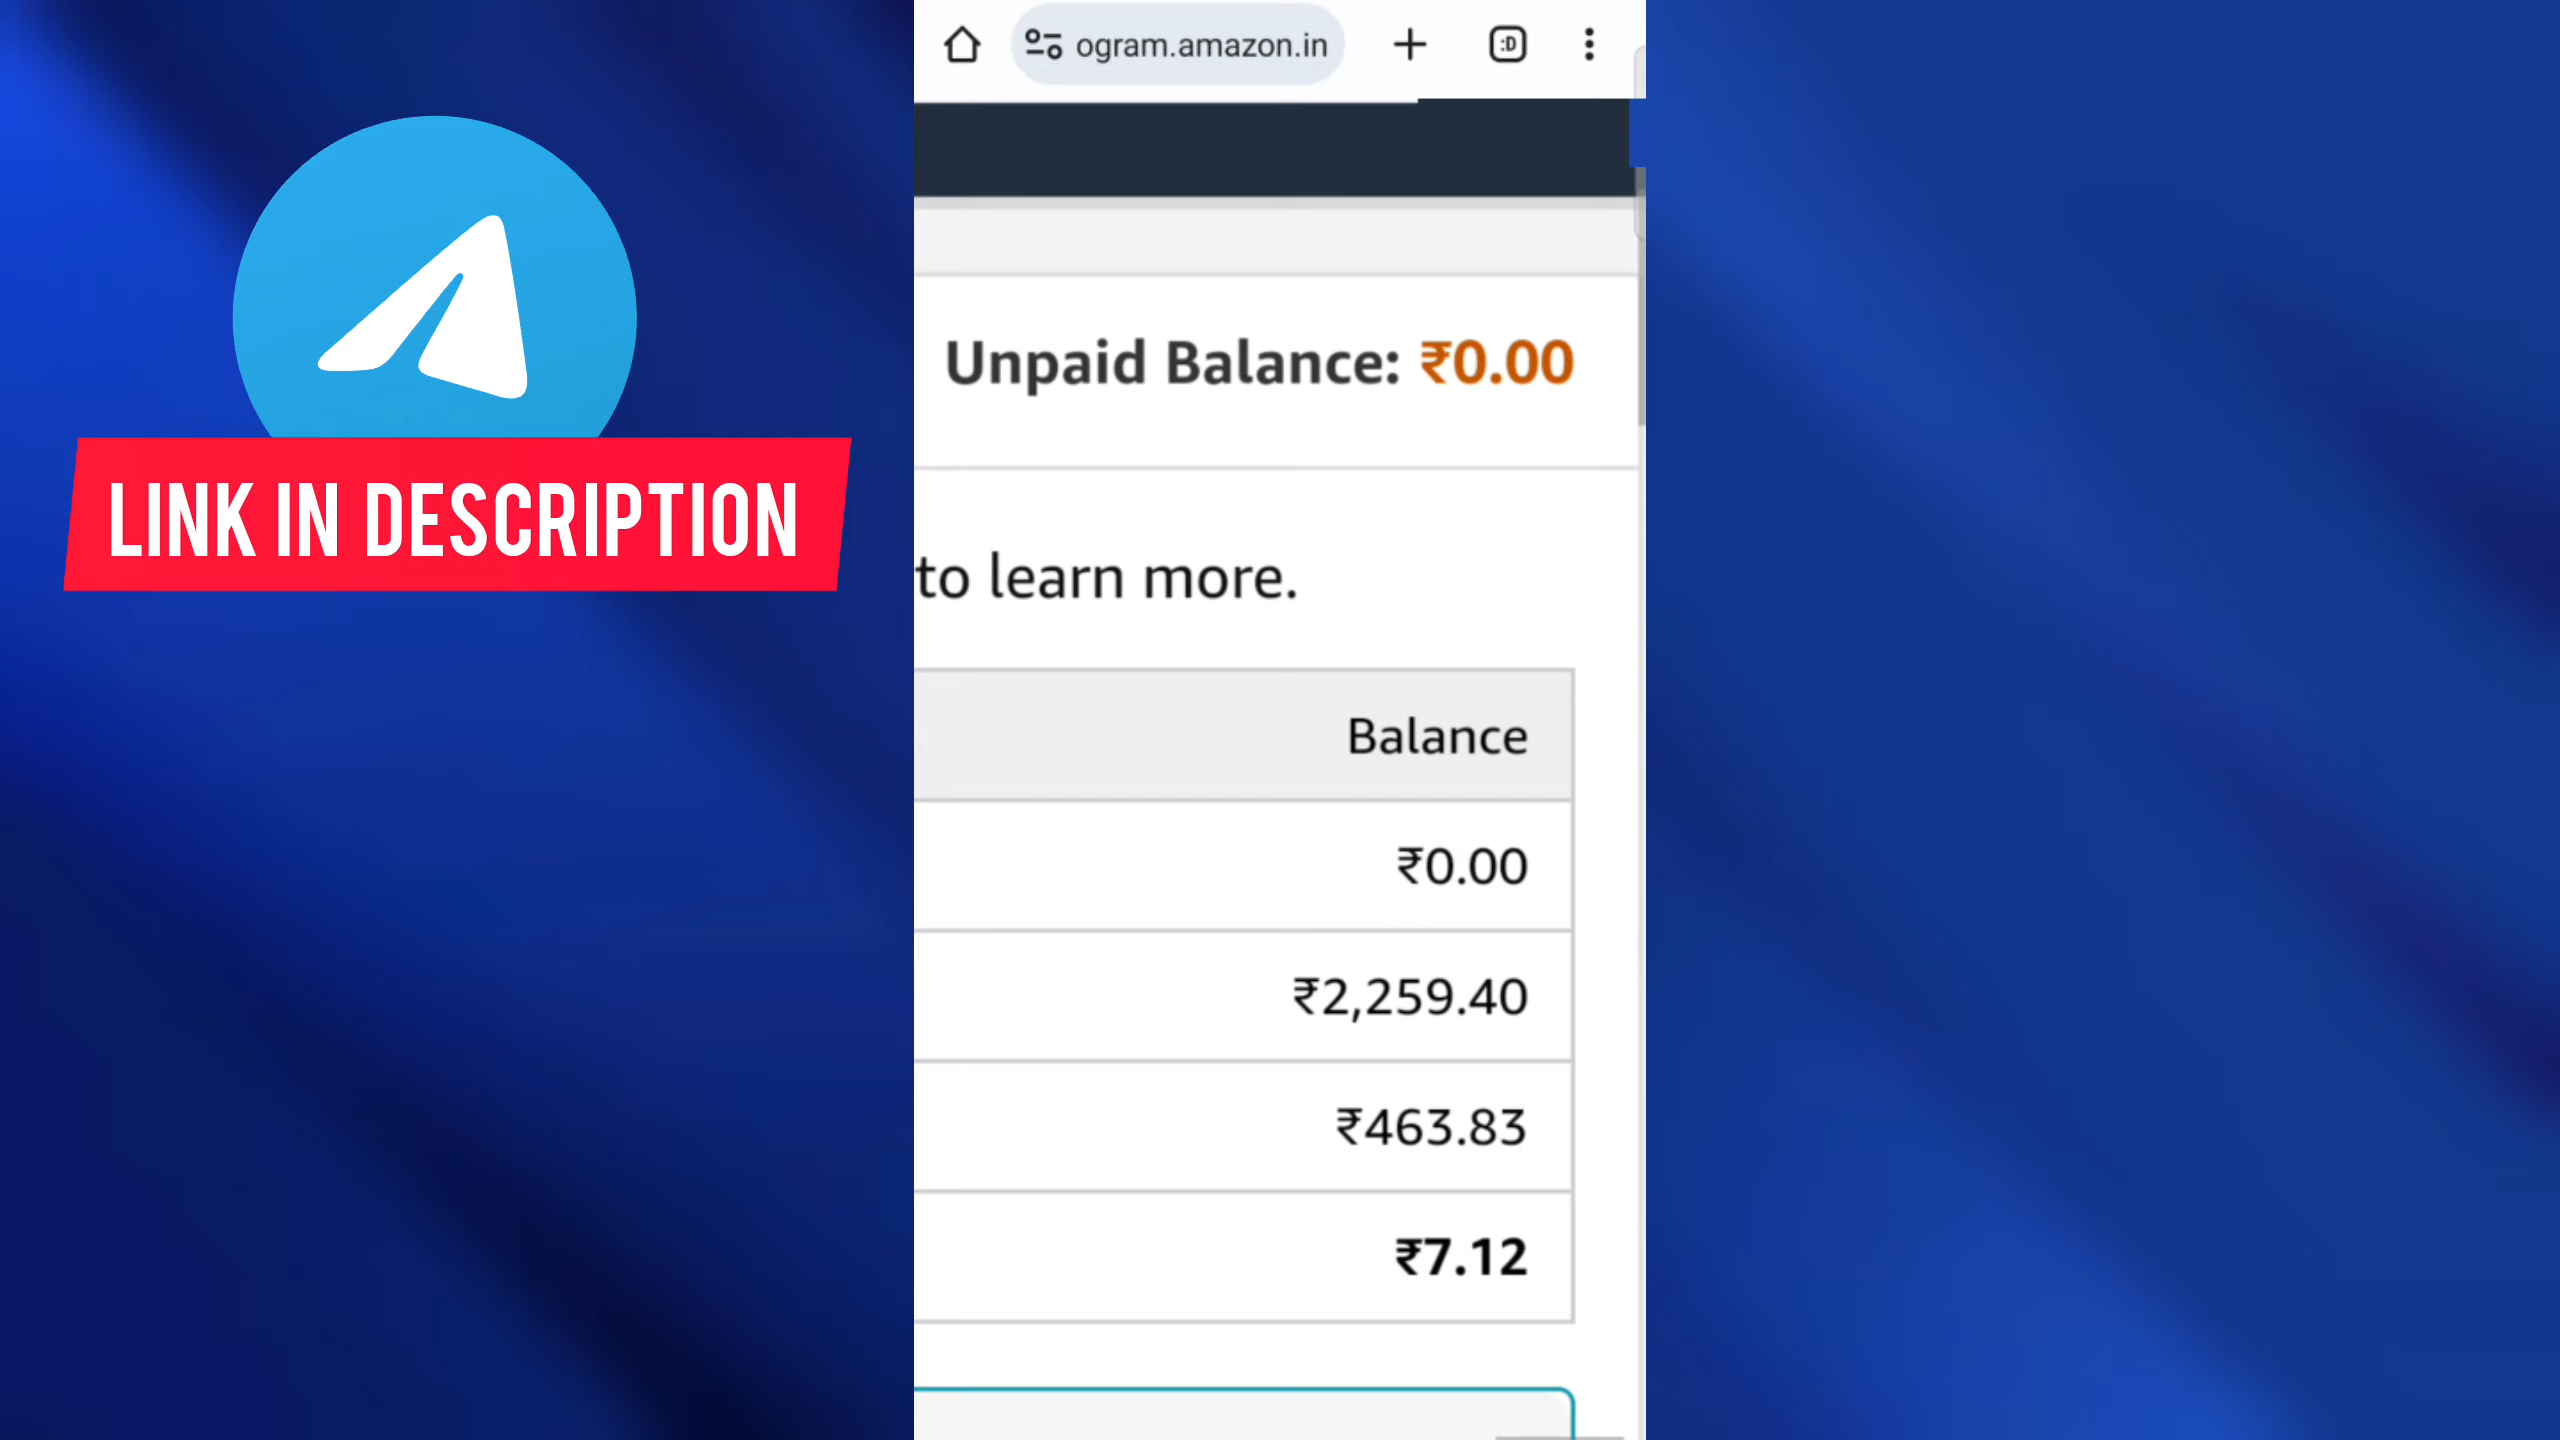 ogram.amazon.in
:D
Unpaid Balance: ₹0.00
LINK IN DESCRIPTION
to learn more.
Balance
₹0.00
₹2,259.40
₹463.83
₹7.12